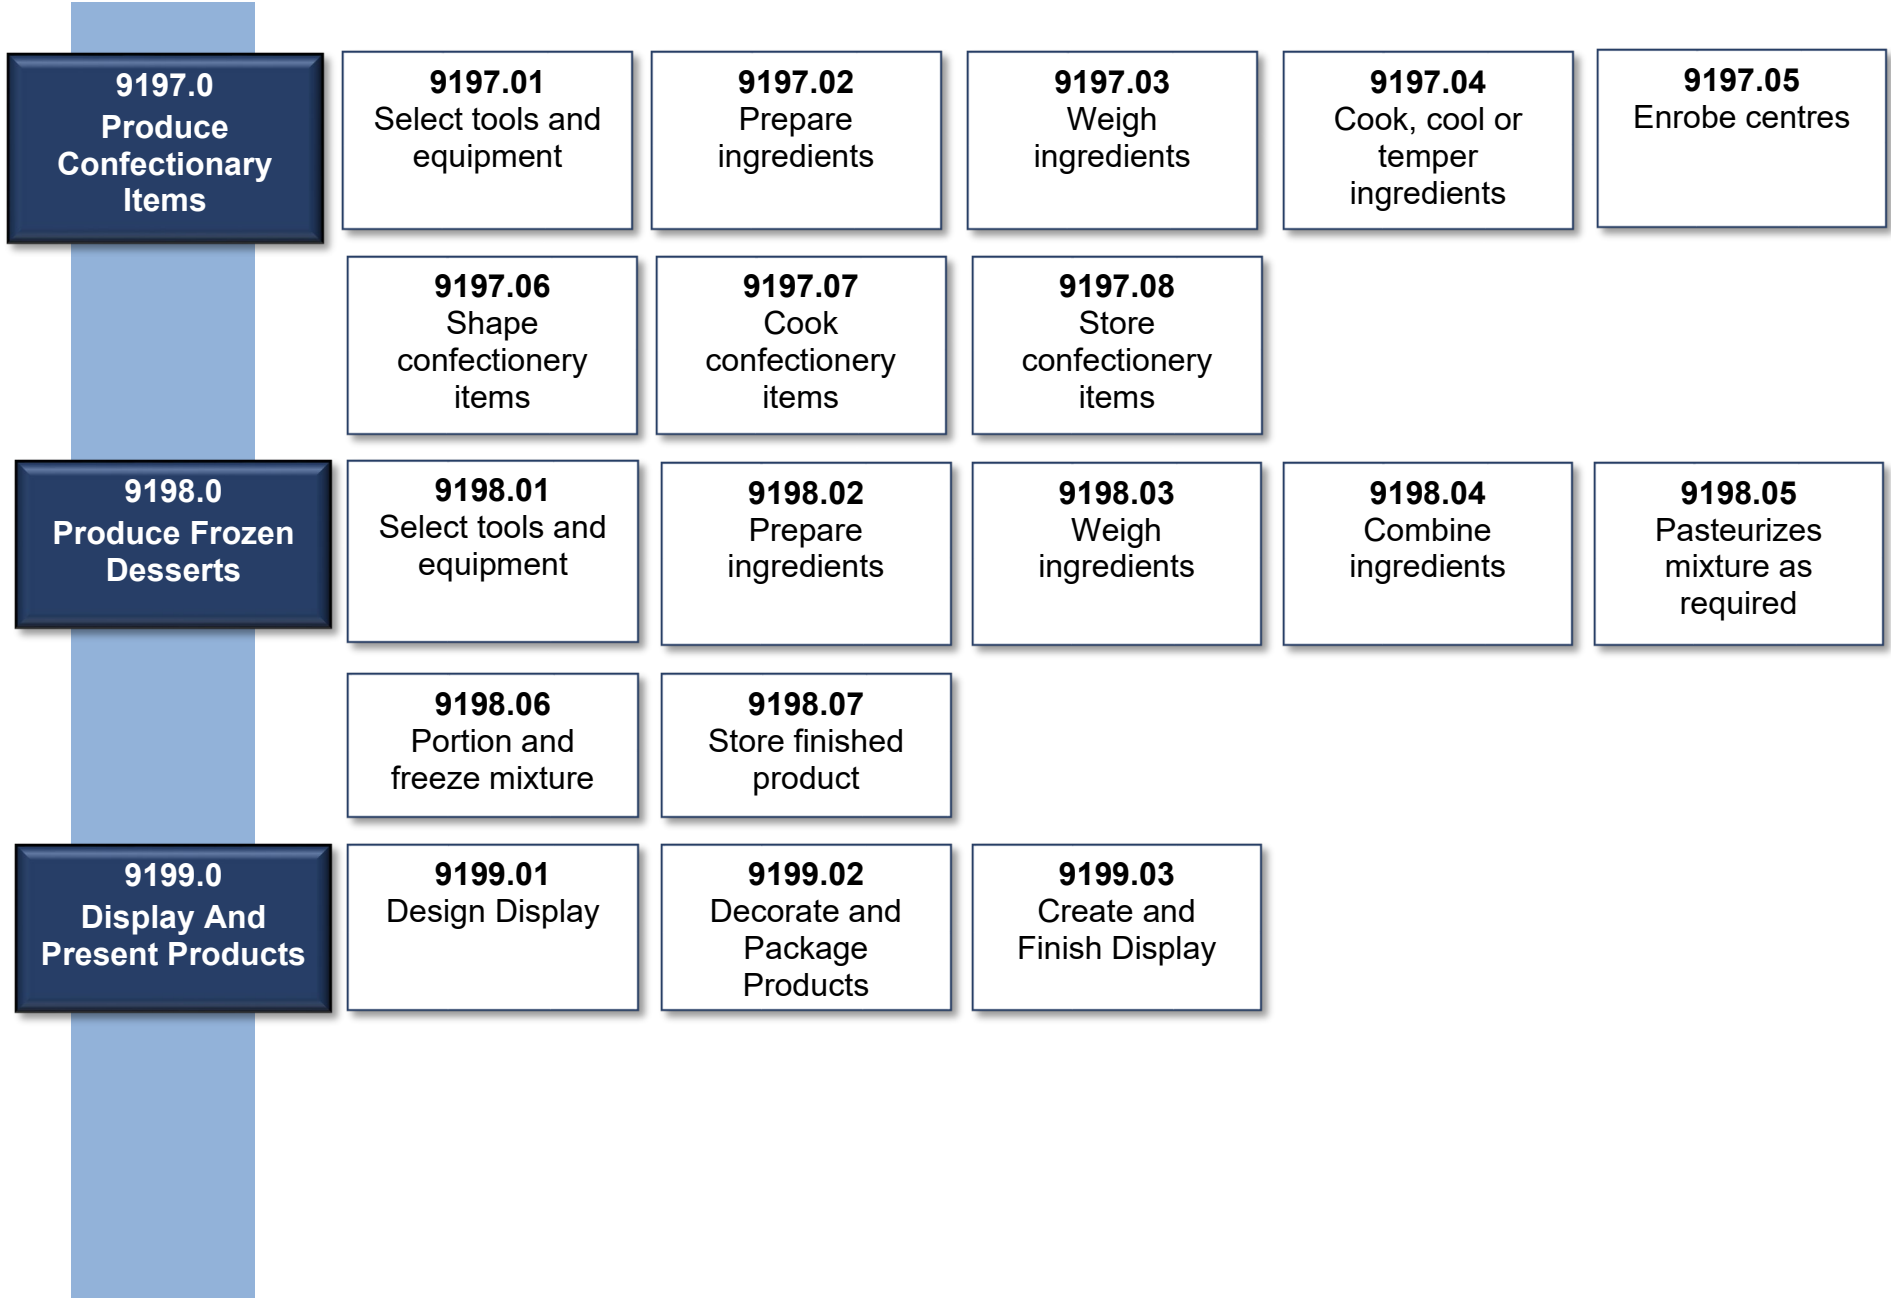 9197.0
Produce
Confectionary
Items
9197.01
Select tools and
equipment
9197.02
Prepare
ingredients
9197.03
Weigh
ingredients
9197.04
Cook, cool or
temper
ingredients
9197.05
Enrobe centres
9197.06
Shape
confectionery
items
9197.07
Cook
confectionery
items
9197.08
Store
confectionery
items
9198.0
Produce Frozen
Desserts
9198.01
Select tools and
equipment
9198.02
Prepare
ingredients
9198.03
Weigh
ingredients
9198.04
Combine
ingredients
9198.05
Pasteurizes
mixture as
required
9198.06
Portion and
freeze mixture
9198.07
Store finished
product
9199.0
Display And
Present Products
9199.01
Design Display
9199.02
Decorate and
Package
Products
9199.03
Create and
Finish Display